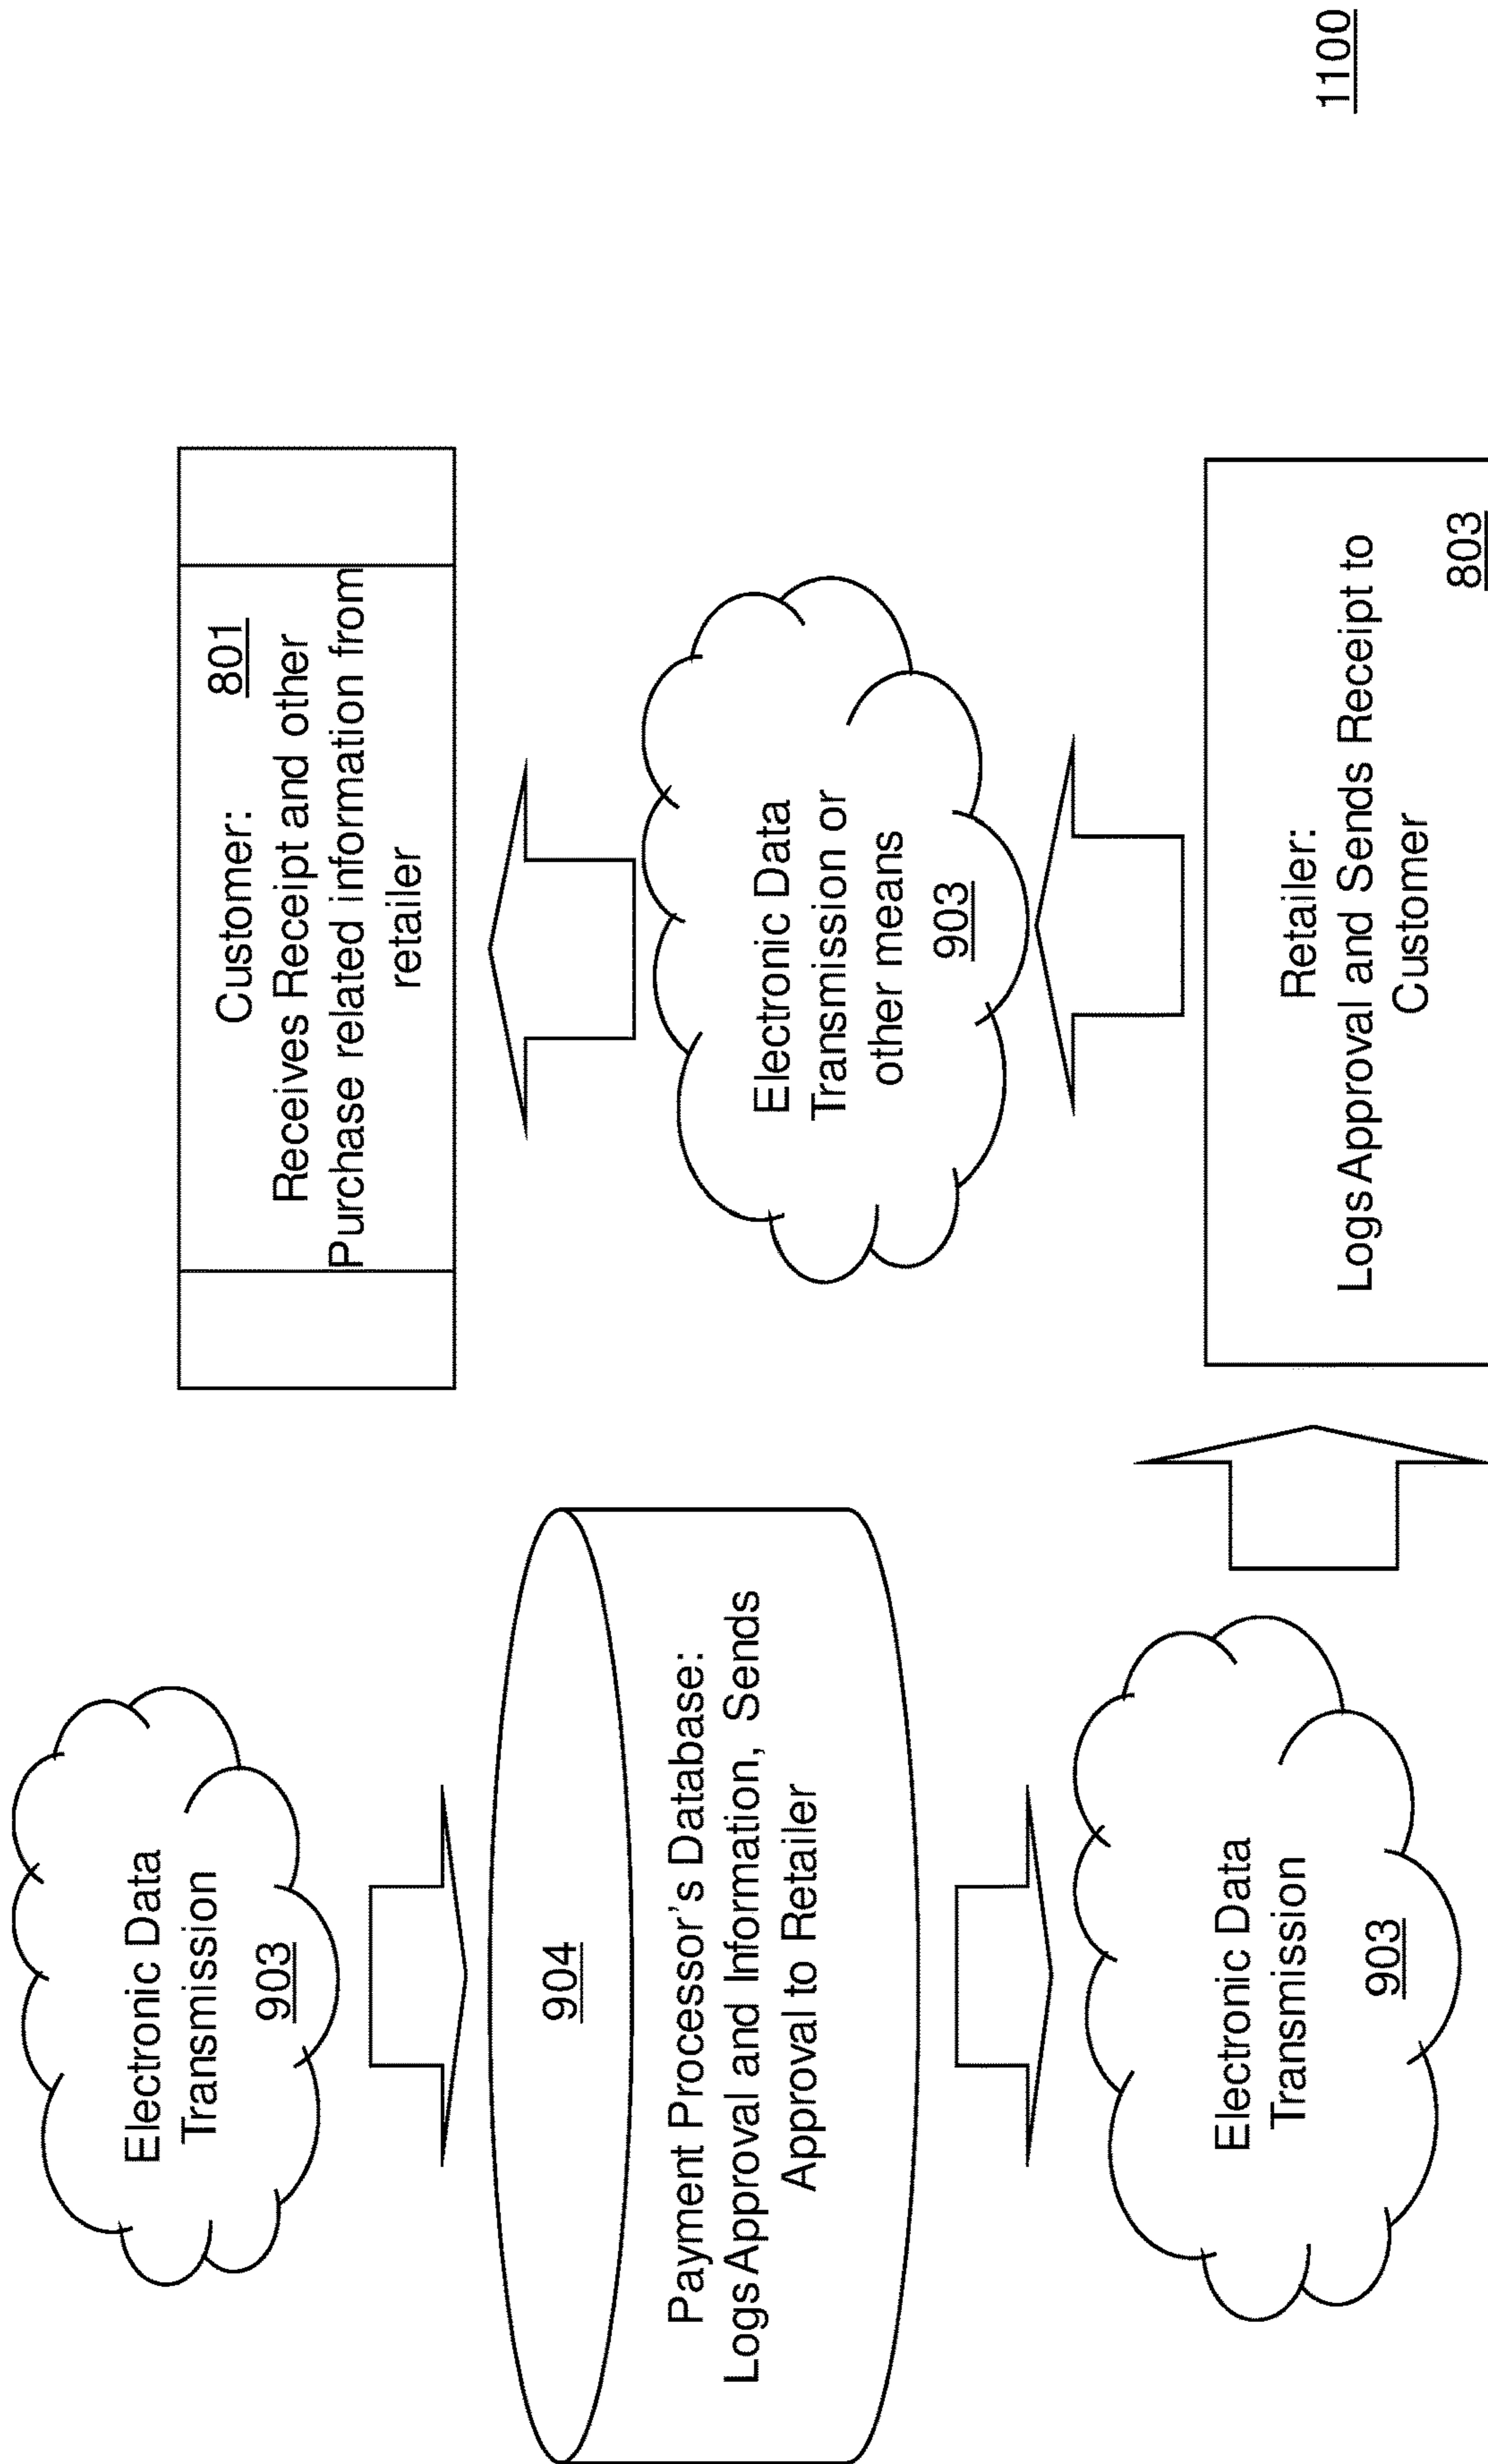 Electronic Data
Transmission
903
904
Payment Processor's Database:
Logs Approval and Information, Sends
Approval to Retailer
Electronic Data
Transmission
903
Retailer:
Logs Approval and Sends Receipt to
Customer
803
Electronic Data
Transmission or
other means
903
Customer:
801
Receives Receipt and other
Purchase related information from
retailer
1100